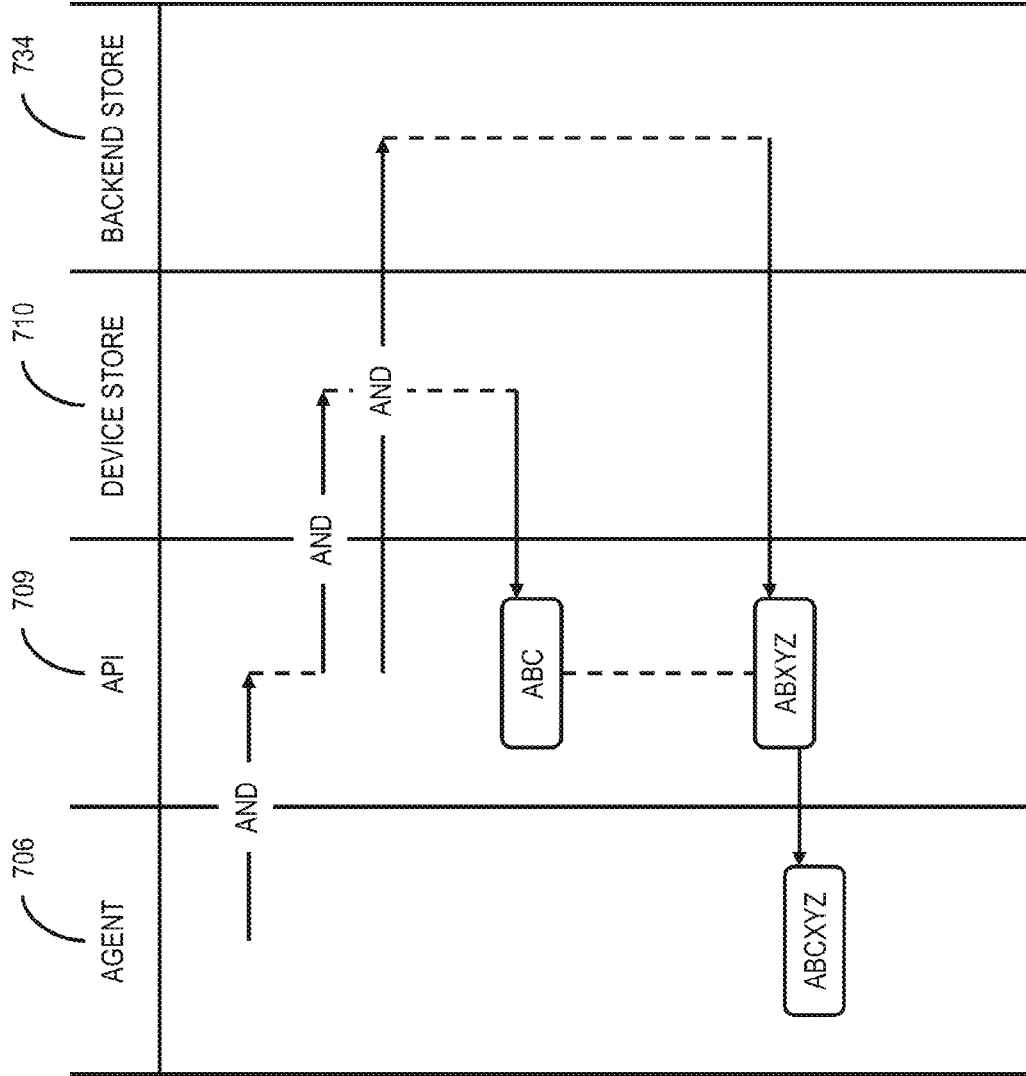 706
709
710
734
AGENT
API
DEVICE STORE
BACKEND STORE
AND
AND
AND
ABC
ABXYZ
ABCXYZ